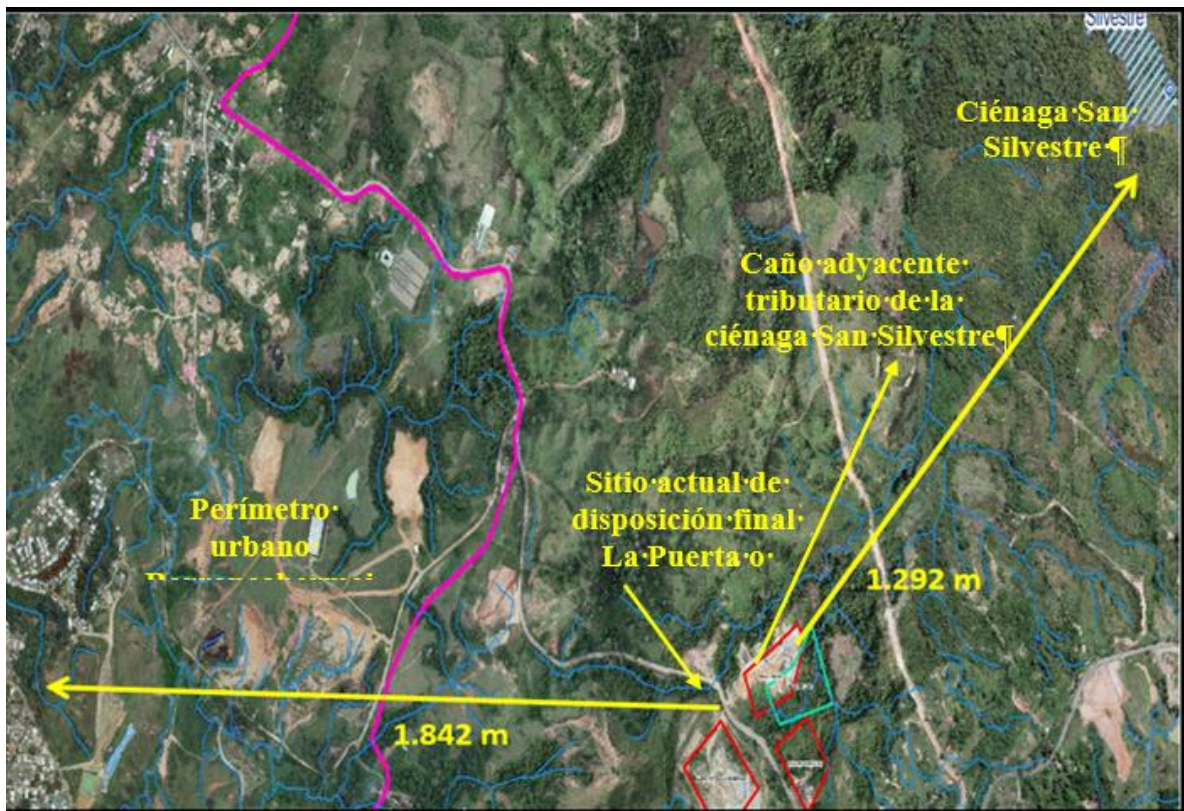 Silvestre
Ciénaga·San·
Silvestre·¶
Caño·adyacente·
tributario·de·la·
ciénaga·San·Silvestre¶
Sitio·actual·de·
disposición·final·
La·Puerta·o·
Perímetro·
urbano
1.292 m
1.842 m